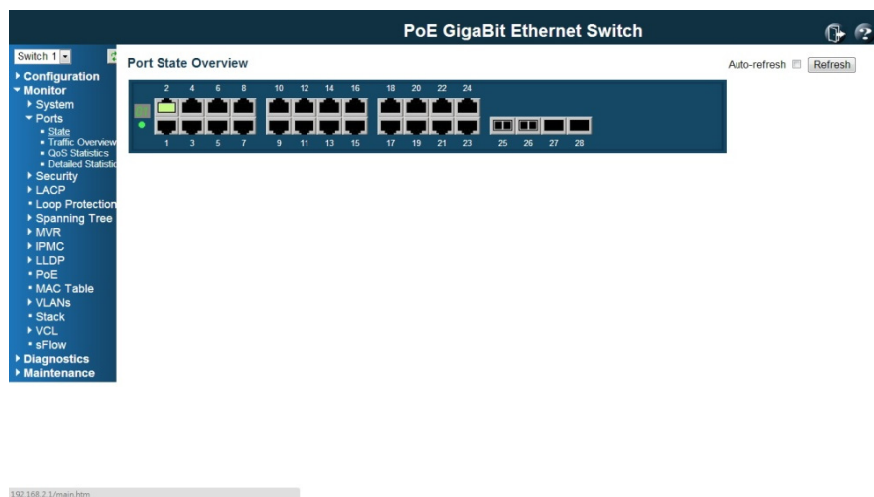 PoE GigaBit Ethernet Switch
Switch 1
Configuration
Monitor
System
Ports
State
Traffic Overview
QoS Statistics
Detailed Statistic
Security
LACP
Loop Protection
Spanning Tree
MVR
IPMC
LLDP
PoE
MAC Table
VLANs
Stack
VCL
sFlow
Diagnostics
Maintenance
Port State Overview
Auto-refresh Refresh
2 4 6 8 10 12 14 16 18 20 22 24
1 3 5 7 9 11 13 15 17 19 21 23 25 26 27 28
192.168.2.1/main.htm